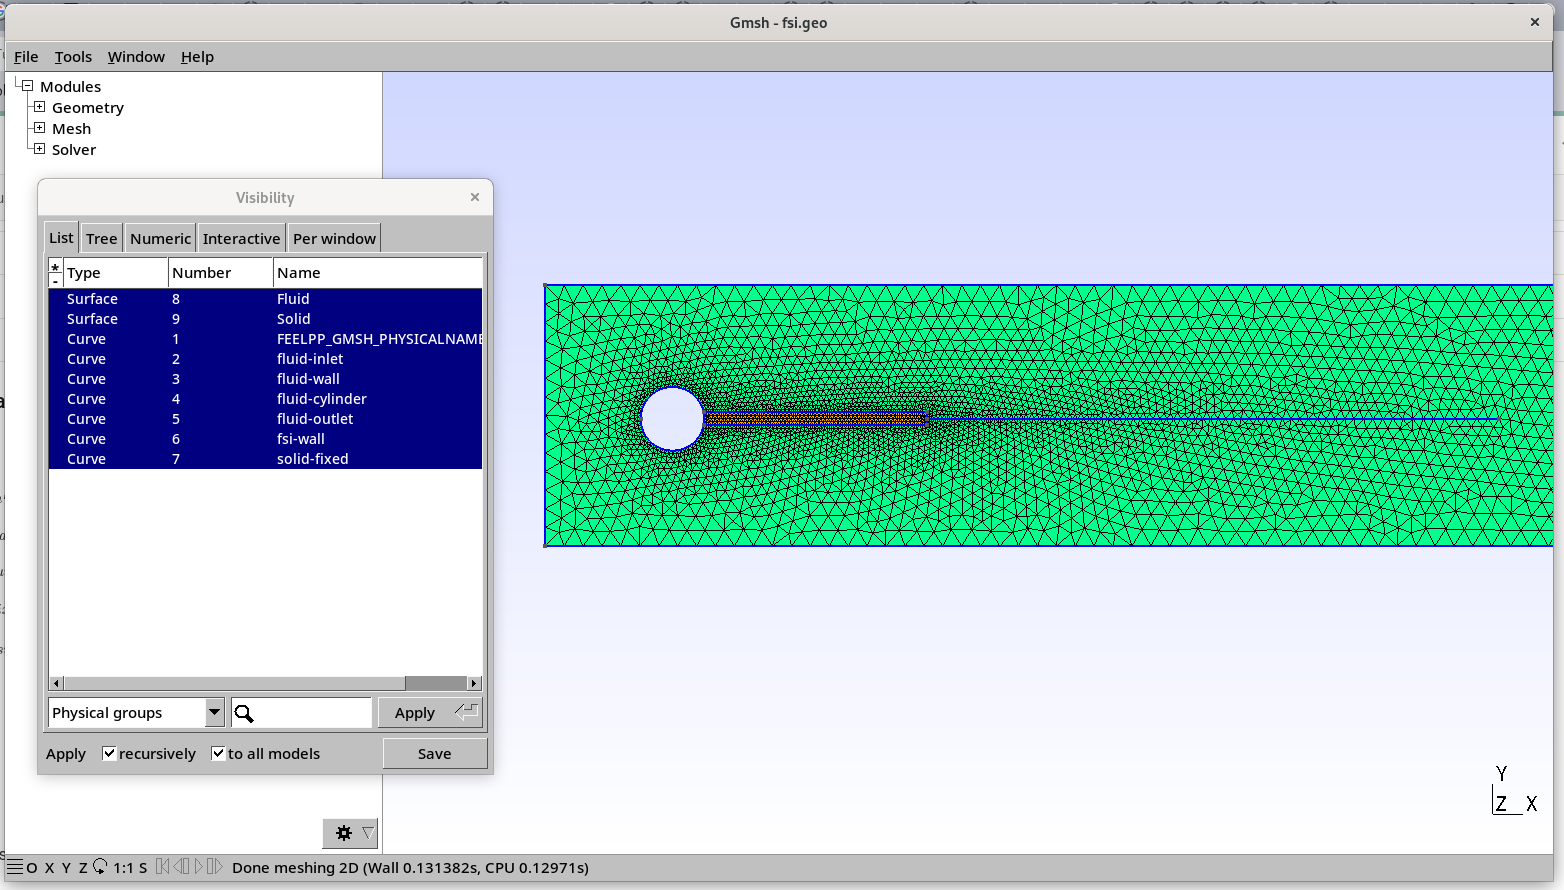 Gmsh - fsi.geo
File Tools Window Help
Modules
Geometry
Mesh
Solver
Visibility
List Tree Numeric Interactive Per window
* - Type Number Name
Surface 8 Fluid
Surface 9 Solid
Curve 1 FEELPP_GMSH_PHYSICALNAME
Curve 2 fluid-inlet
Curve 3 fluid-wall
Curve 4 fluid-cylinder
Curve 5 fluid-outlet
Curve 6 fsi-wall
Curve 7 solid-fixed
Physical groups Apply
Apply recursively to all models Save
Y
Z X
O X Y Z 1:1 S Done meshing 2D (Wall 0.131382s, CPU 0.12971s)